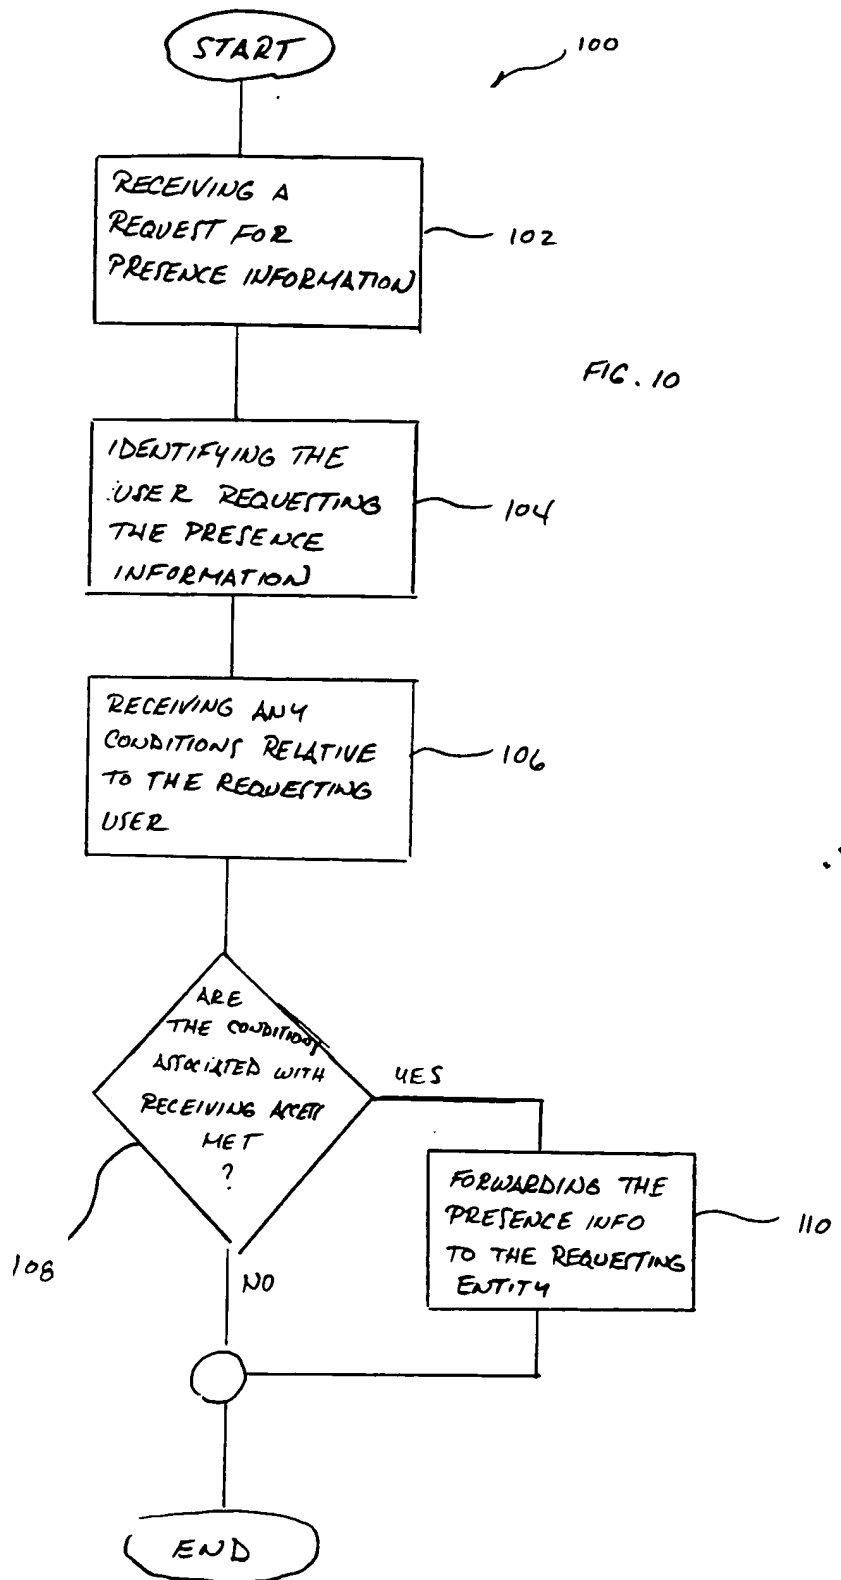 START
100
RECEIVING A
REQUEST FOR
PRESENCE INFORMATION
102
FIG. 10
IDENTIFYING THE
USER REQUESTING
THE PRESENCE
INFORMATION
104
RECEIVING ANY
CONDITIONS RELATIVE
TO THE REQUESTING
USER
106
ARE
THE CONDITIONS
ASSOCIATED WITH
RECEIVING ACCESS
MET
?
YES
108
NO
FORWARDING THE
PRESENCE INFO
TO THE REQUESTING
ENTITY
110
END